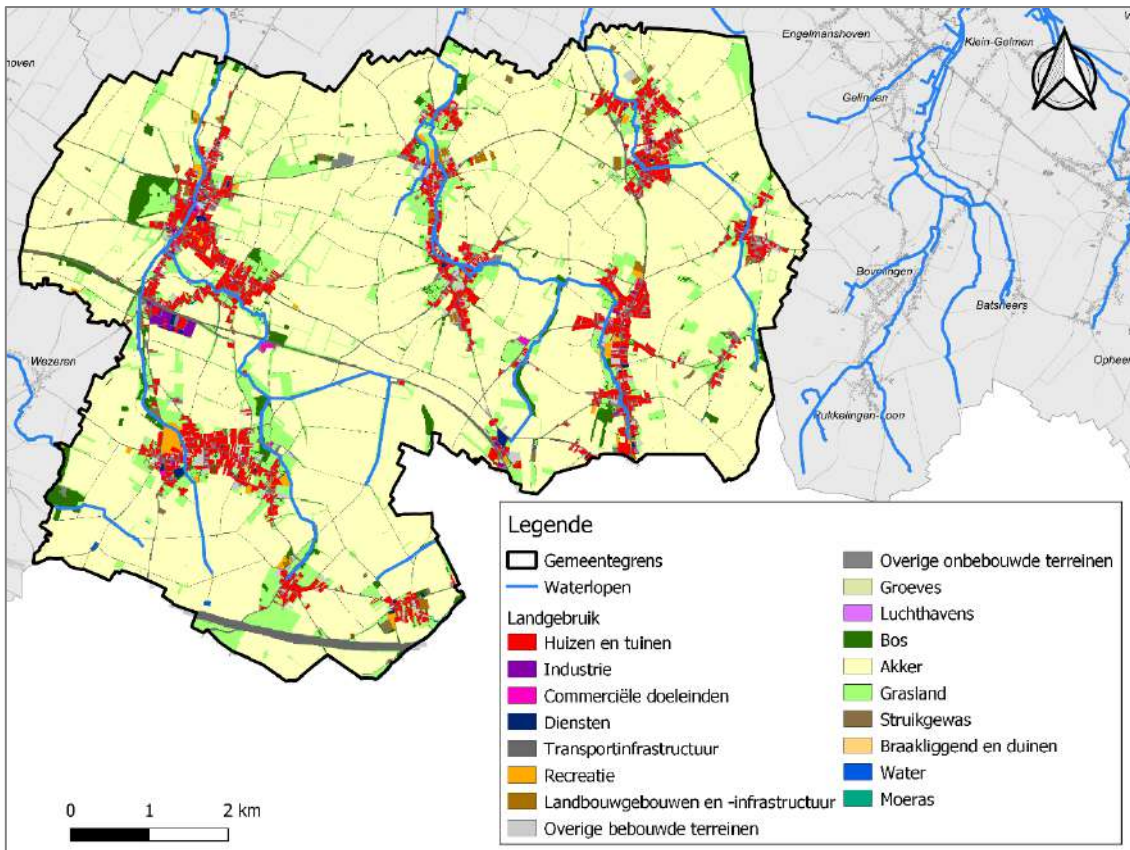 Engelmanshoven
Klein-Gelmen
hoven
Gelinden
Bovelingen
Batsheers
Wezeren
Opheer
Rukkelingen-Loon
Legende
Gemeentegrens
Waterlopen
Landgebruik
Huizen en tuinen
Industrie
Commerciële doeleinden
Diensten
Transportinfrastructuur
Recreatie
Landbouwgebouwen en -infrastructuur
Overige bebouwde terreinen
Overige onbebouwde terreinen
Groeves
Luchthavens
Bos
Akker
Grasland
Struikgewas
Braakliggend en duinen
Water
Moeras
0 1 2 km